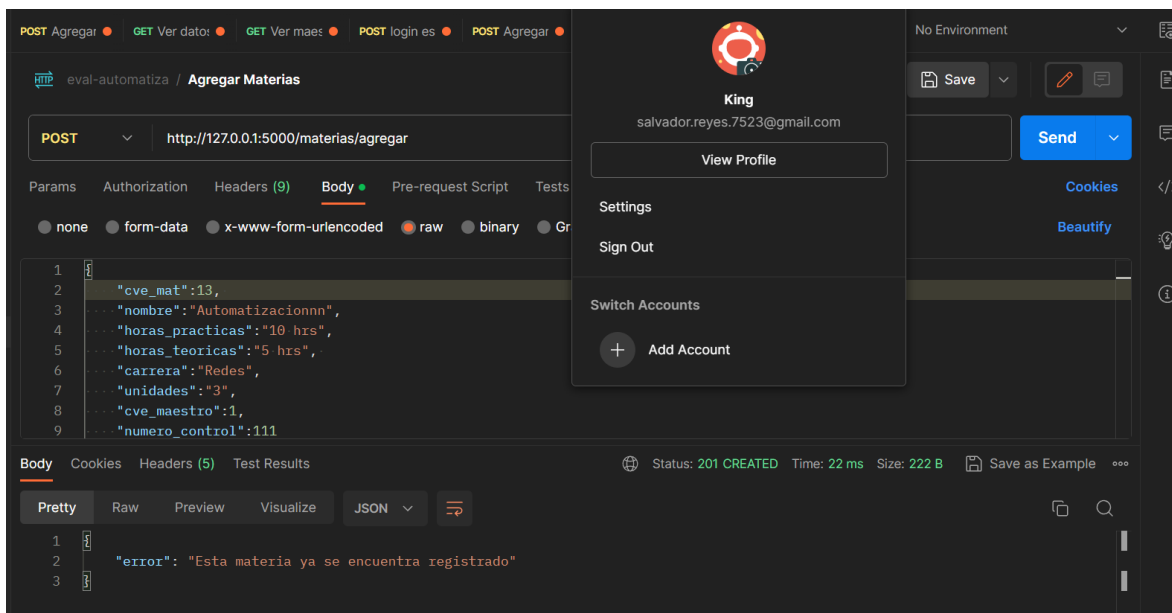 POST Agregar GET Ver dato: GET Ver maes POST login es POST Agregar No Environment
HTTP eval-automatiza / Agregar Materias Save
King
salvador.reyes.7523@gmail.com
POST http://127.0.0.1:5000/materias/agregar Send
View Profile
Params Authorization Headers (9) Body Pre-request Script Tests Cookies
Settings
none form-data x-www-form-urlencoded raw binary Gr Beautify
Sign Out
1 {
2 "cve_mat":13,
3 "nombre":"Automatizacionnn",
Switch Accounts
4 "horas_practicas":"10 hrs",
5 "horas_teoricas":"5 hrs",
Add Account
6 "carrera":"Redes",
7 "unidades":"3",
8 "cve_maestro":1,
9 "numero_control":111
Body Cookies Headers (5) Test Results Status: 201 CREATED Time: 22 ms Size: 222 B Save as Example
Pretty Raw Preview Visualize JSON
1 {
2 "error": "Esta materia ya se encuentra registrado"
3 }